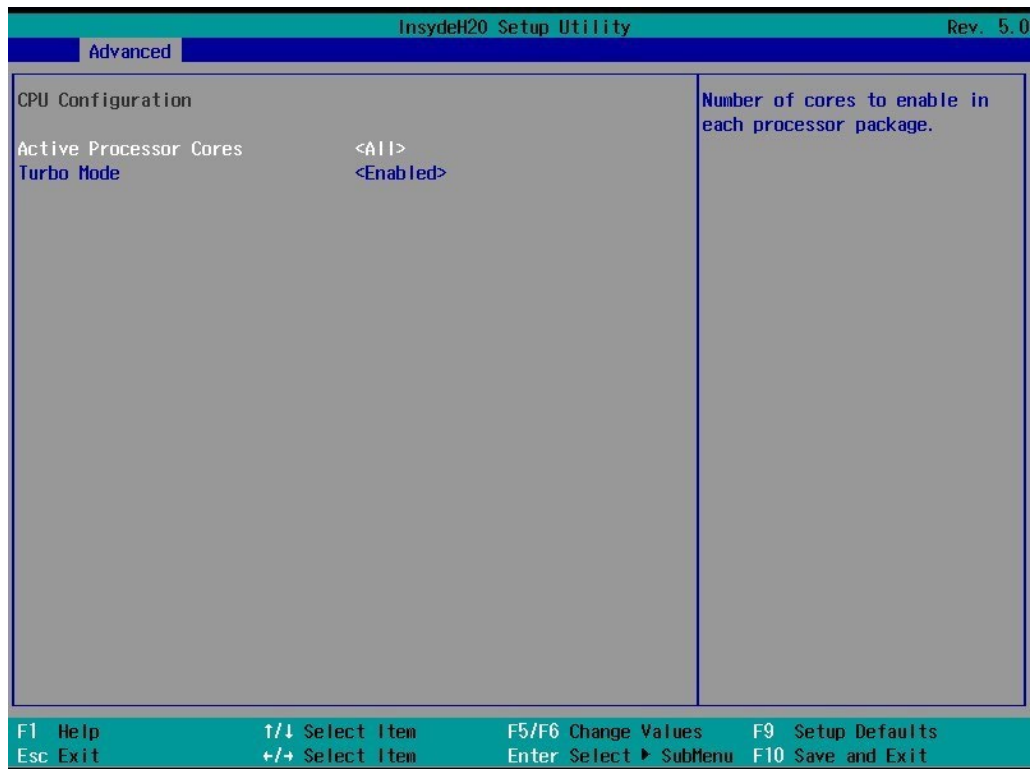 InsydeH20 Setup Utility Rev. 5.0
Advanced
CPU Configuration
Active Processor Cores <All>
Turbo Mode <Enabled>
Number of cores to enable in
each processor package.
F1 Help ↑/↓ Select Item F5/F6 Change Values F9 Setup Defaults
Esc Exit ←/→ Select Item Enter Select ▶ SubMenu F10 Save and Exit